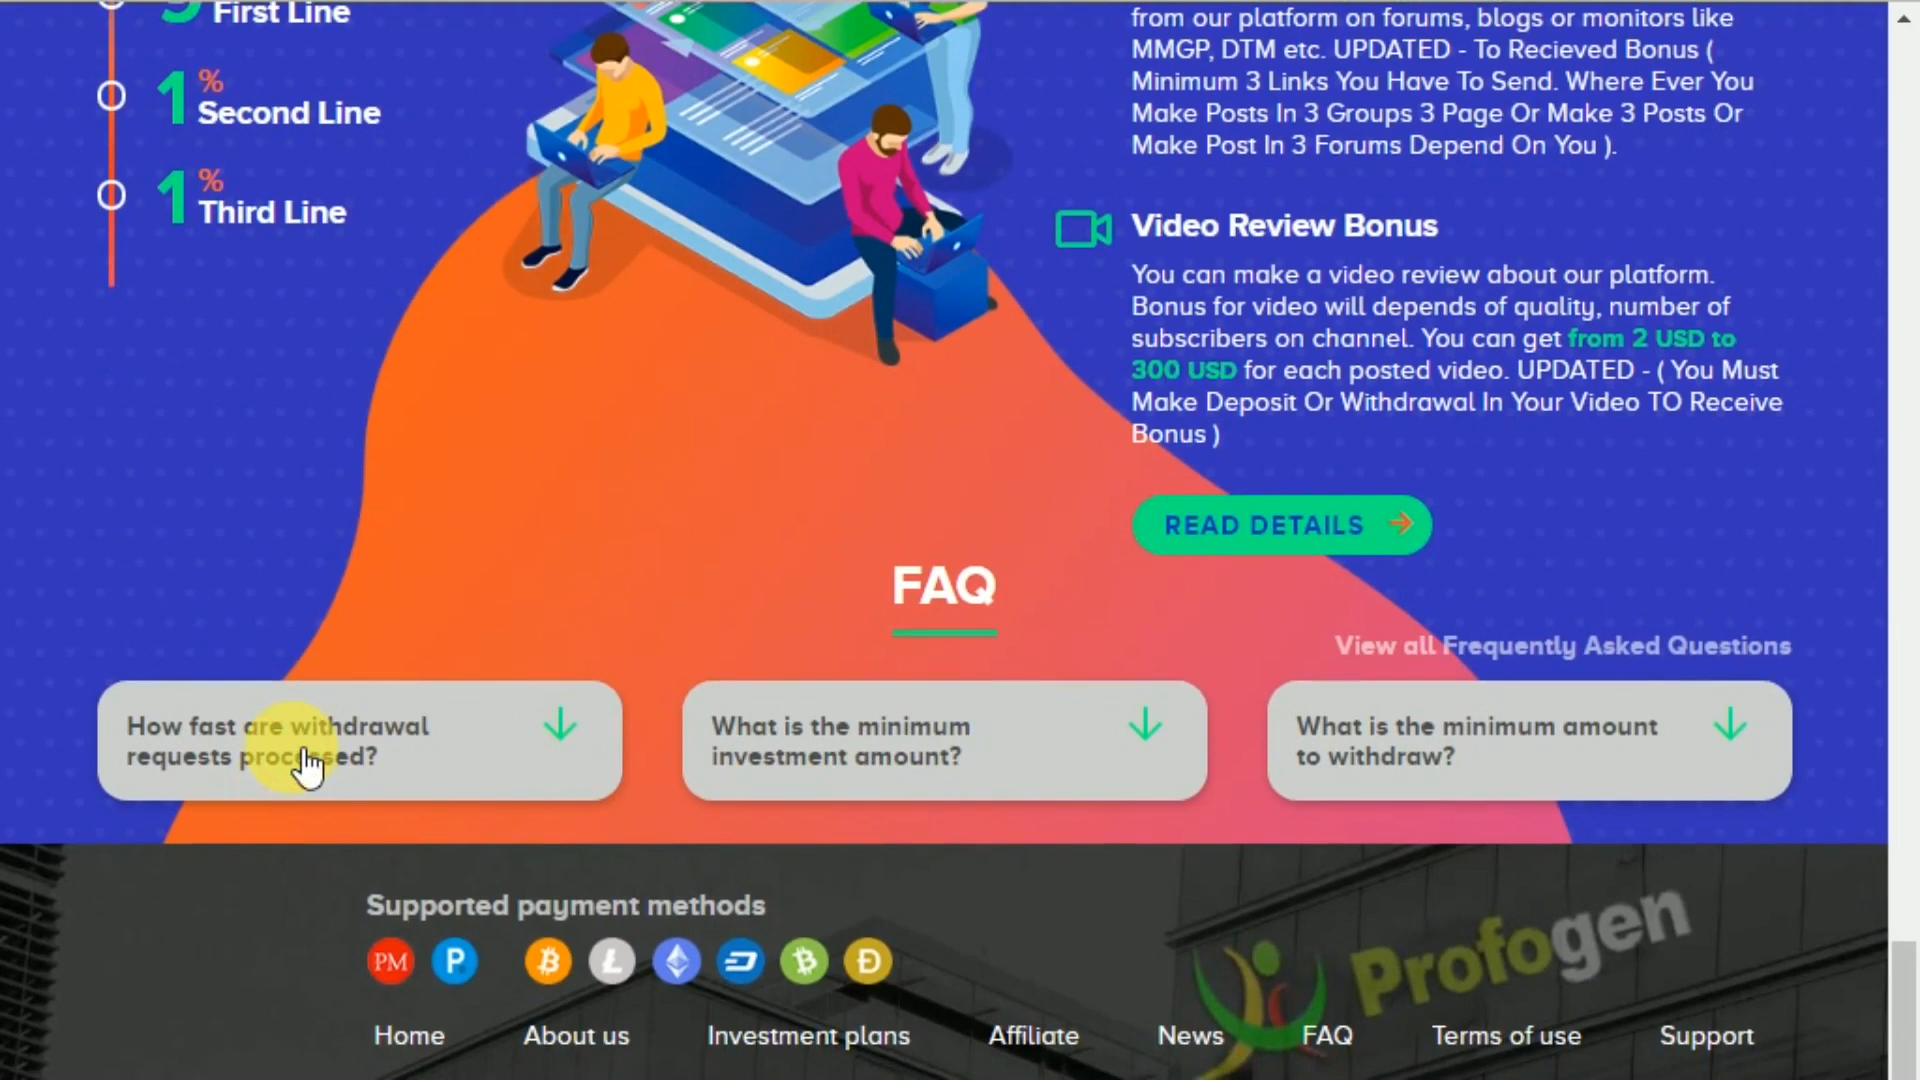 First Line
1 %
Second Line
1 %
Third Line
from our platform on forums, blogs or monitors like
MMGP, DTM etc. UPDATED - To Recieved Bonus (
Minimum 3 Links You Have To Send. Where Ever You
Make Posts In 3 Groups 3 Page Or Make 3 Posts Or
Make Post In 3 Forums Depend On You ).
Video Review Bonus
You can make a video review about our platform.
Bonus for video will depends of quality, number of
subscribers on channel. You can get from 2 USD to
300 USD for each posted video. UPDATED - ( You Must
Make Deposit Or Withdrawal In Your Video TO Receive
Bonus )
READ DETAILS
FAQ
View all Frequently Asked Questions
How fast are withdrawal
requests processed?
What is the minimum
investment amount?
What is the minimum amount
to withdraw?
Supported payment methods
PM P
Profogen
Home About us Investment plans Affiliate News FAQ Terms of use Support